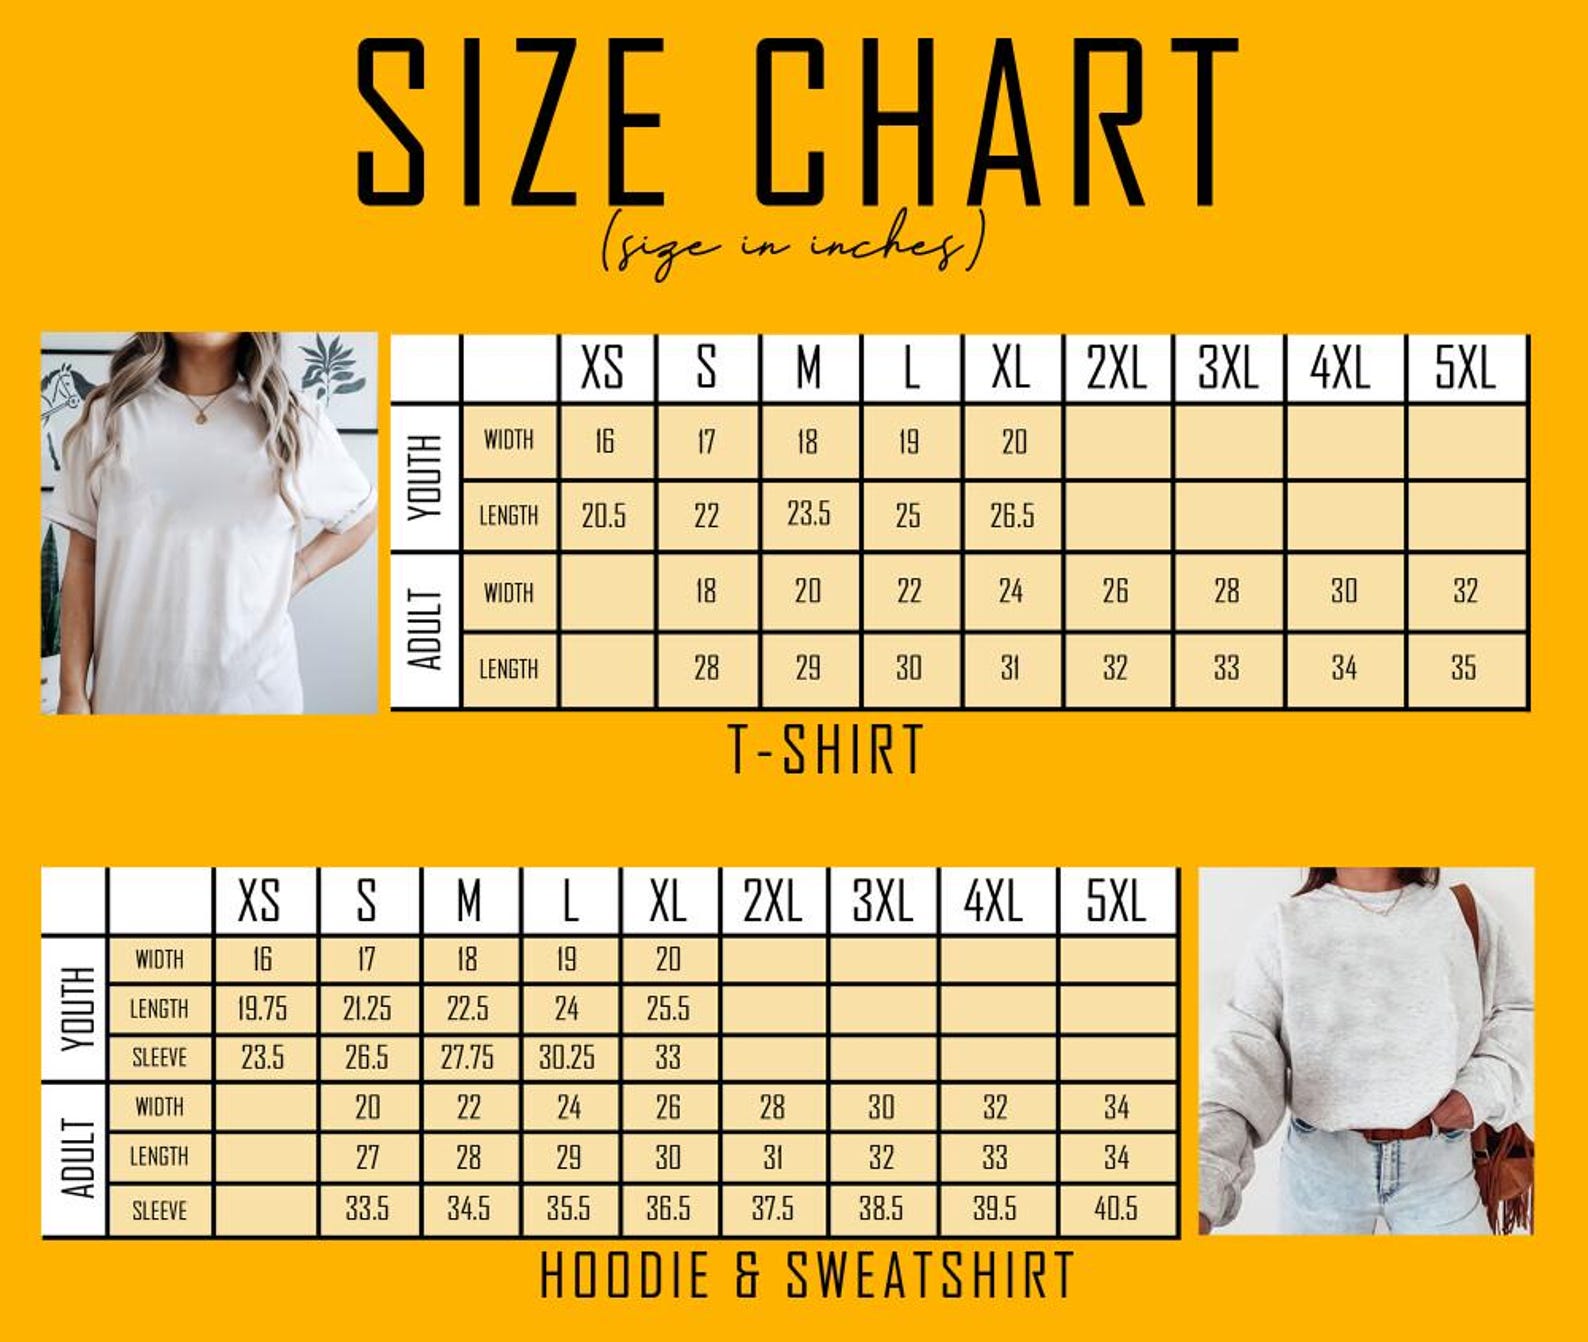 SIZE CHART
(size in inches)
XS S M L XL 2XL 3XL 4XL 5XL
YOUTH
WIDTH 16 17 18 19 20
LENGTH 20.5 22 23.5 25 26.5
ADULT
WIDTH 18 20 22 24 26 28 30 32
LENGTH 28 29 30 31 32 33 34 35
T-SHIRT
XS S M L XL 2XL 3XL 4XL 5XL
YOUTH
WIDTH 16 17 18 19 20
LENGTH 19.75 21.25 22.5 24 25.5
SLEEVE 23.5 26.5 27.75 30.25 33
ADULT
WIDTH 20 22 24 26 28 30 32 34
LENGTH 27 28 29 30 31 32 33 34
SLEEVE 33.5 34.5 35.5 36.5 37.5 38.5 39.5 40.5
HOODIE & SWEATSHIRT